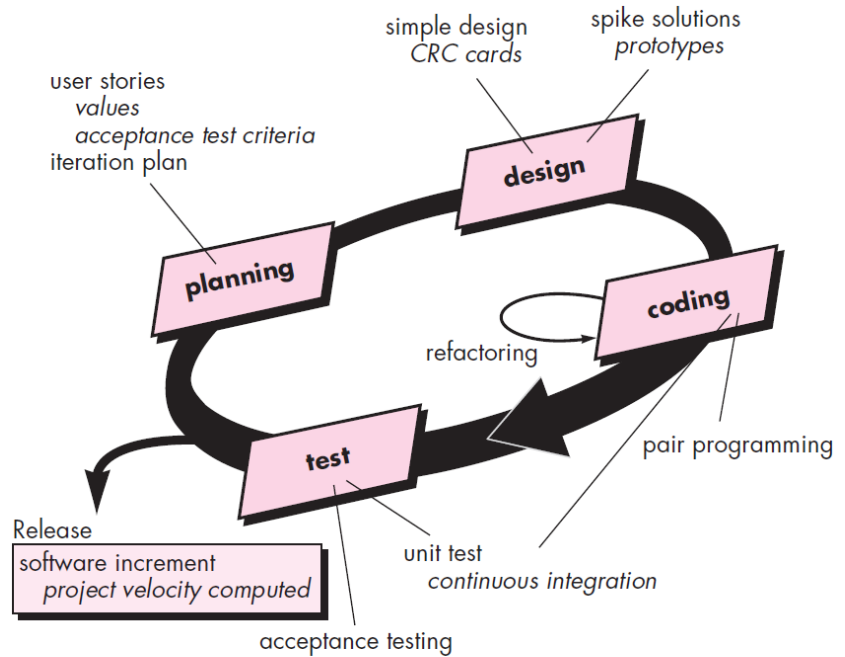 simple design
CRC cards
spike solutions
prototypes
user stories
values
acceptance test criteria
iteration plan
design
planning
coding
refactoring
test
pair programming
Release
software increment
project velocity computed
unit test
continuous integration
acceptance testing